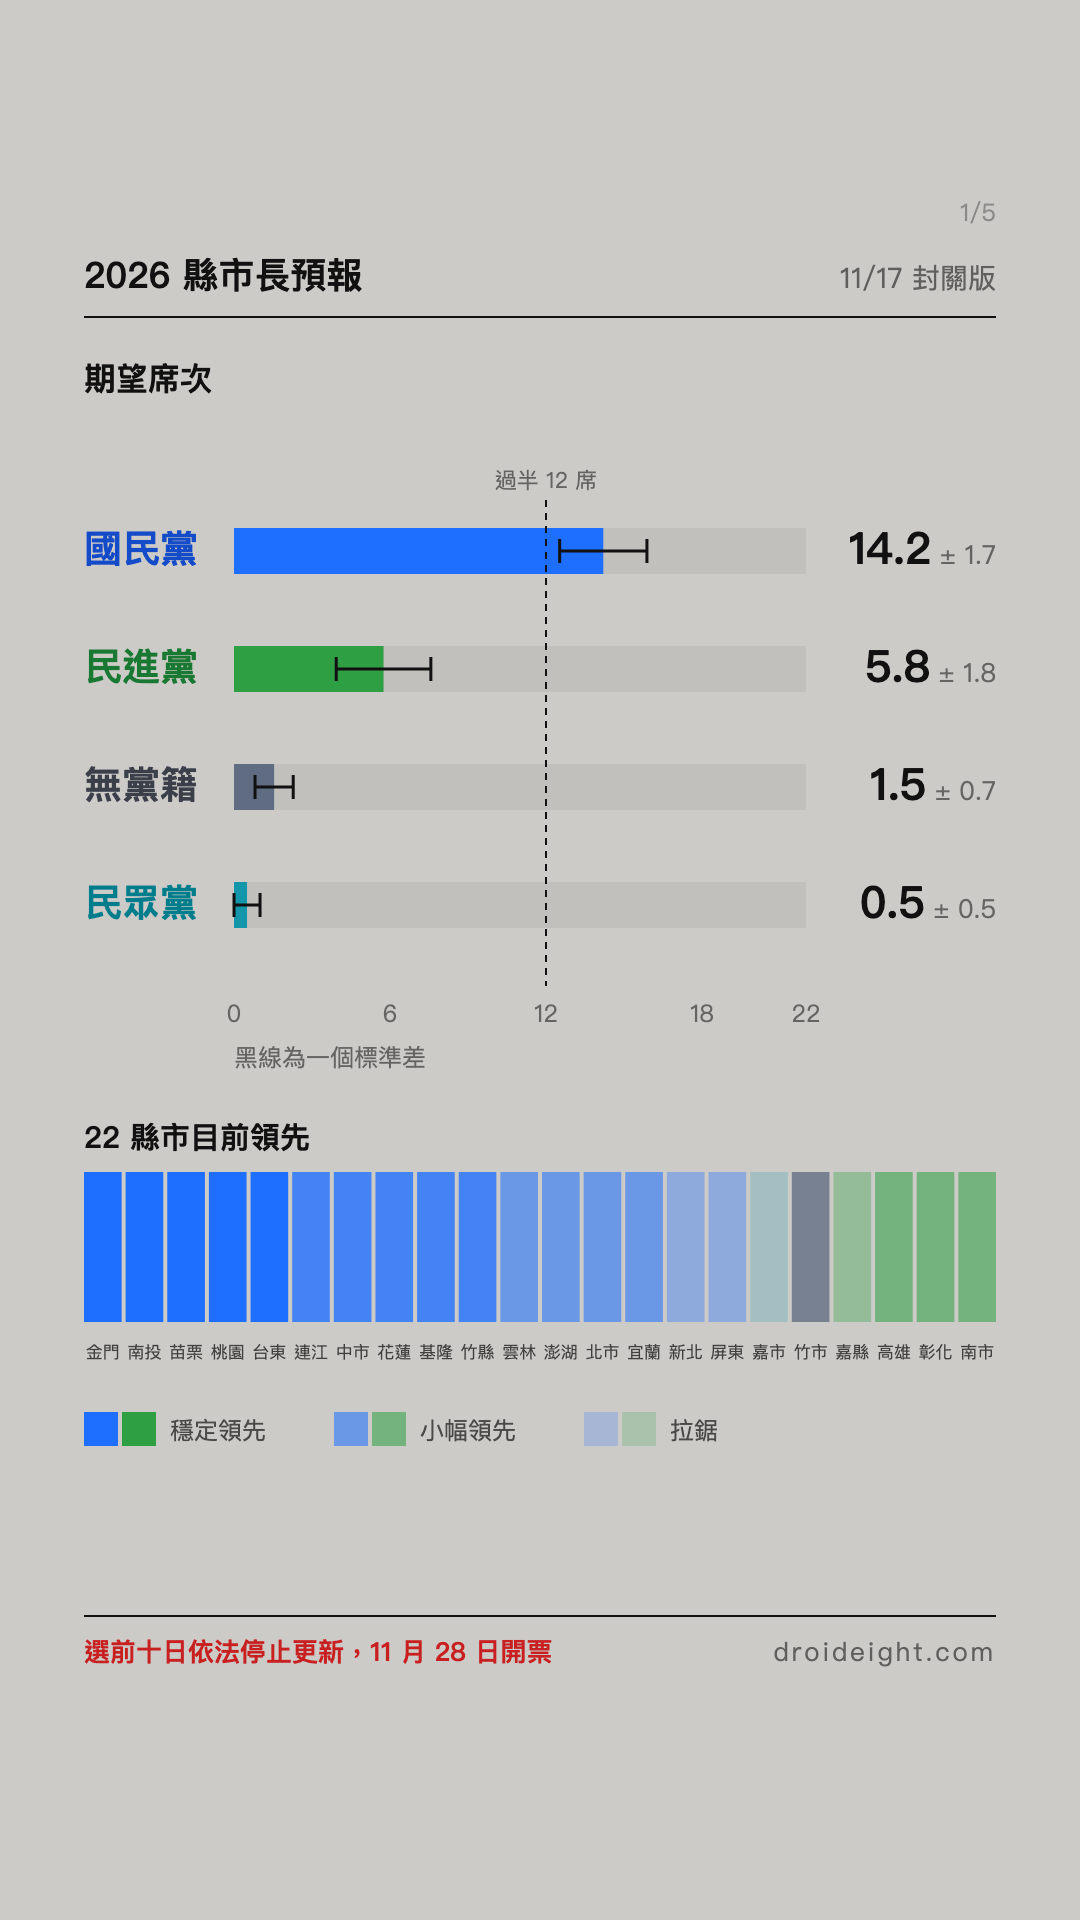 1/5
2026 縣市長預報
11/17 封關版
期望席次
過半 12 席
國民黨 14.2 ± 1.7
民進黨 5.8 ± 1.8
無黨籍 1.5 ± 0.7
民眾黨 0.5 ± 0.5
0 6 12 18 22
黑線為一個標準差
22 縣市目前領先
金門 南投 苗票 桃園 台東 連江 中市 花蓮 基隆 竹縣 雲林 澎湖 北市 宜蘭 新北 屏東 嘉市 竹市 嘉縣 高雄 彰化 南市
穩定領先 小幅領先 拉鋸
選前十日依法停止更新，11 月 28 日開票
droideight.com